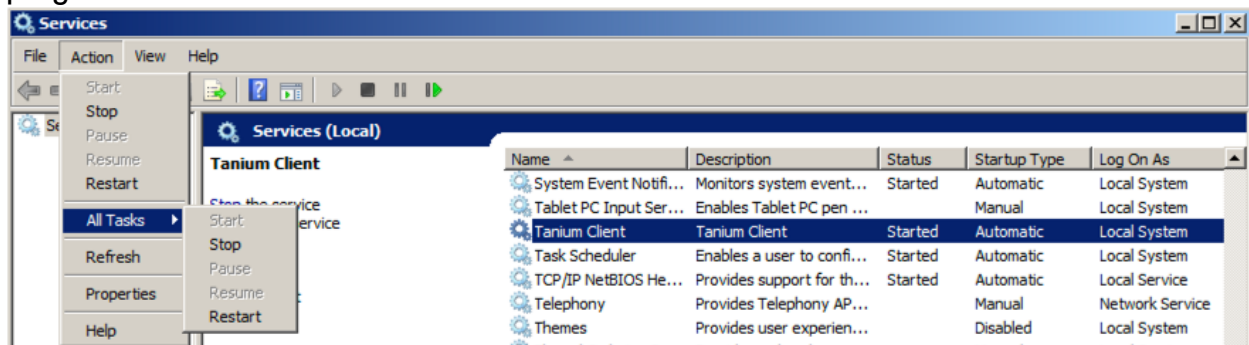 Services
File Action View Help
Start
Stop
Pause
Resume
Restart
All Tasks
Refresh
Properties
Help
Start
Stop
Pause
Resume
Restart
Services (Local)
Tanium Client
Stop the service
service
Name Description Status Startup Type Log On As
System Event Notifi... Monitors system event... Started Automatic Local System
Tablet PC Input Ser... Enables Tablet PC pen ... Manual Local System
Tanium Client Tanium Client Started Automatic Local System
Task Scheduler Enables a user to confi... Started Automatic Local System
TCP/IP NetBIOS He... Provides support for th... Started Automatic Local Service
Telephony Provides Telephony AP... Manual Network Service
Themes Provides user experien... Disabled Local System